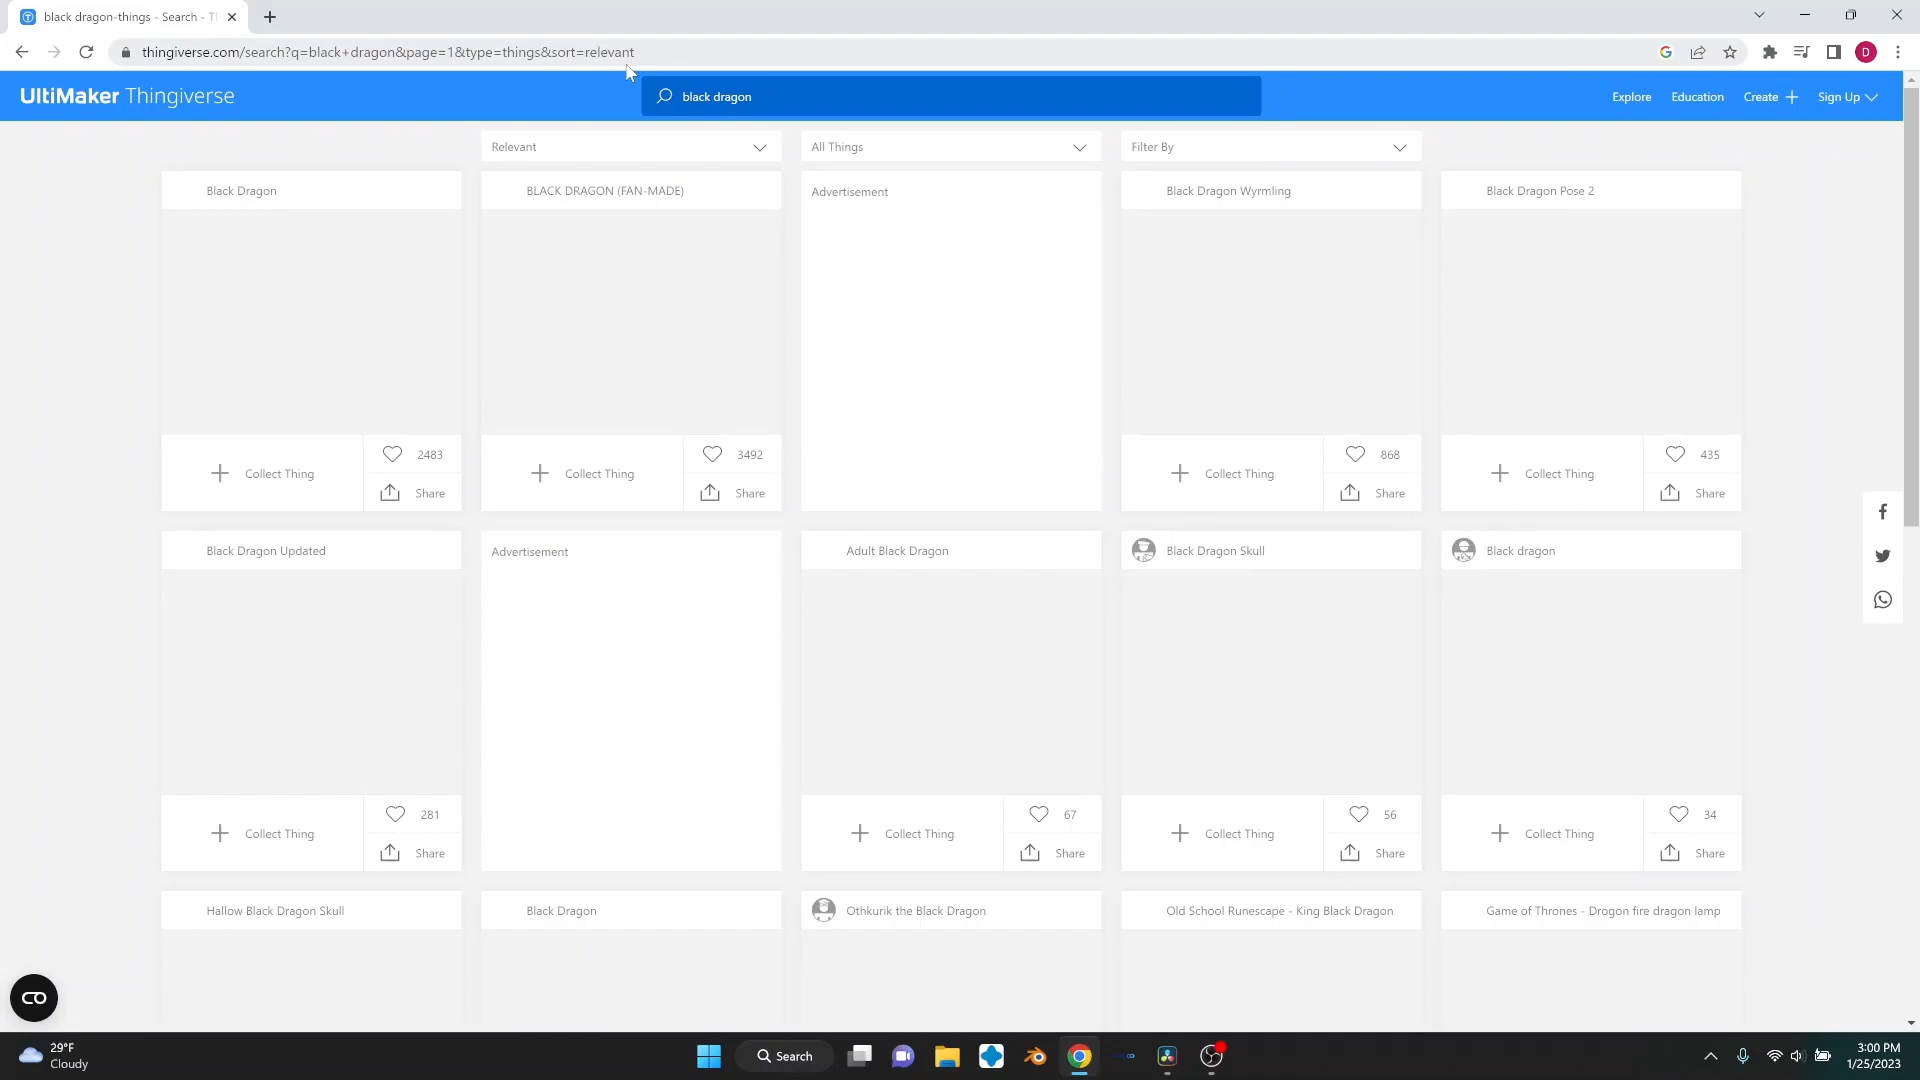 black dragon-things - Search - T
thingiverse.com/search?q=black+dragon&page=1&type=things&sort=relevant
D
UltiMaker Thingiverse
black dragon
Explore
Education
Create
Sign Up
Relevant
All Things
Filter By
Black Dragon
BLACK DRAGON (FAN-MADE)
Advertisement
Black Dragon Wyrmling
Black Dragon Pose 2
Collect Thing
2483
Share
Collect Thing
3492
Share
Collect Thing
868
Share
Collect Thing
435
Share
Black Dragon Updated
Advertisement
Adult Black Dragon
Black Dragon Skull
Black dragon
Collect Thing
281
Share
Collect Thing
67
Share
Collect Thing
56
Share
Collect Thing
34
Share
Hallow Black Dragon Skull
Black Dragon
Othkurik the Black Dragon
Old School Runescape - King Black Dragon
Game of Thrones - Drogon fire dragon lamp
29°F
Cloudy
Search
3:00 PM
1/25/2023